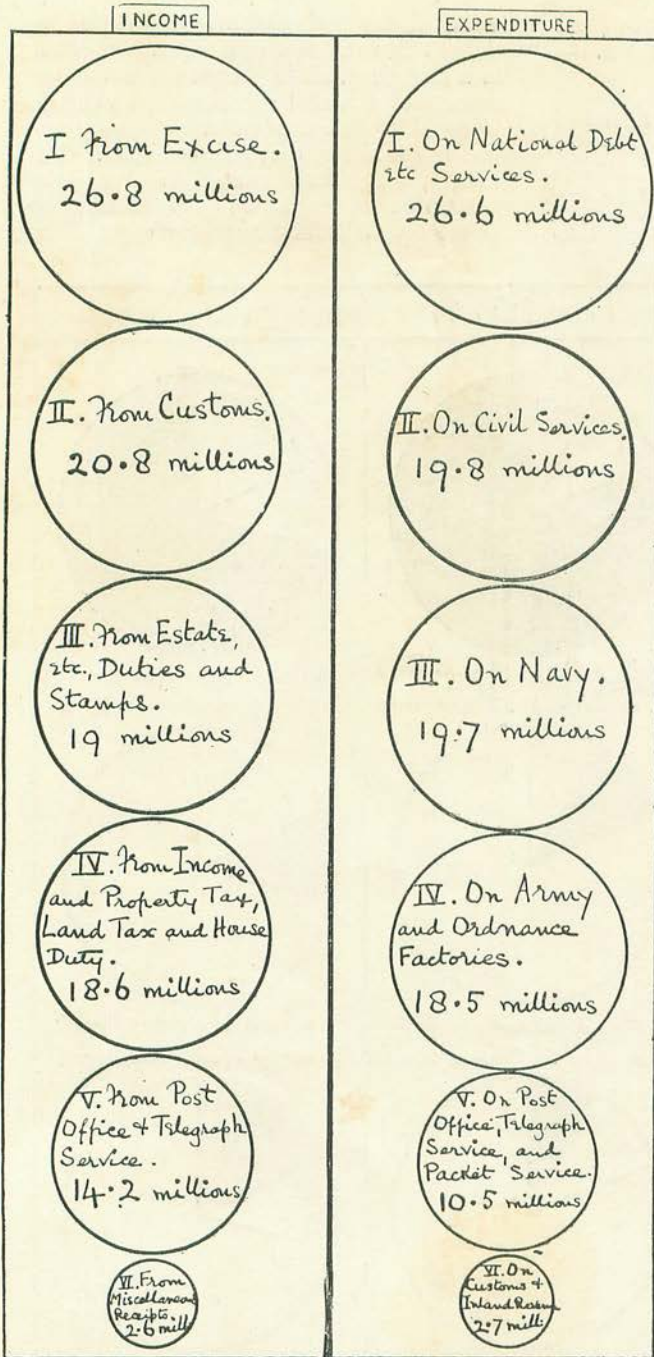 INCOME
I From Excise.
26.8 millions
II. From Customs.
20.8 millions
III. From Estate,
etc., Duties and
Stamps.
19 millions
IV. From Income
and Property Tax,
Land Tax and House
Duty.
18.6 millions
V. From Post
Office & Telegraph
Service.
14.2 millions
VI. From
Miscellaneous
Receipts.
2.6 mill.
EXPENDITURE
I. On National Debt
etc Services.
26.6 millions
II. On Civil Services.
19.8 millions
III. On Navy.
19.7 millions
IV. On Army
and Ordnance
Factories.
18.5 millions
V. On Post
Office, Telegraph
Service, and
Packet Service.
10.5 millions
VI. On
Customs &
Inland
2.7 mill.